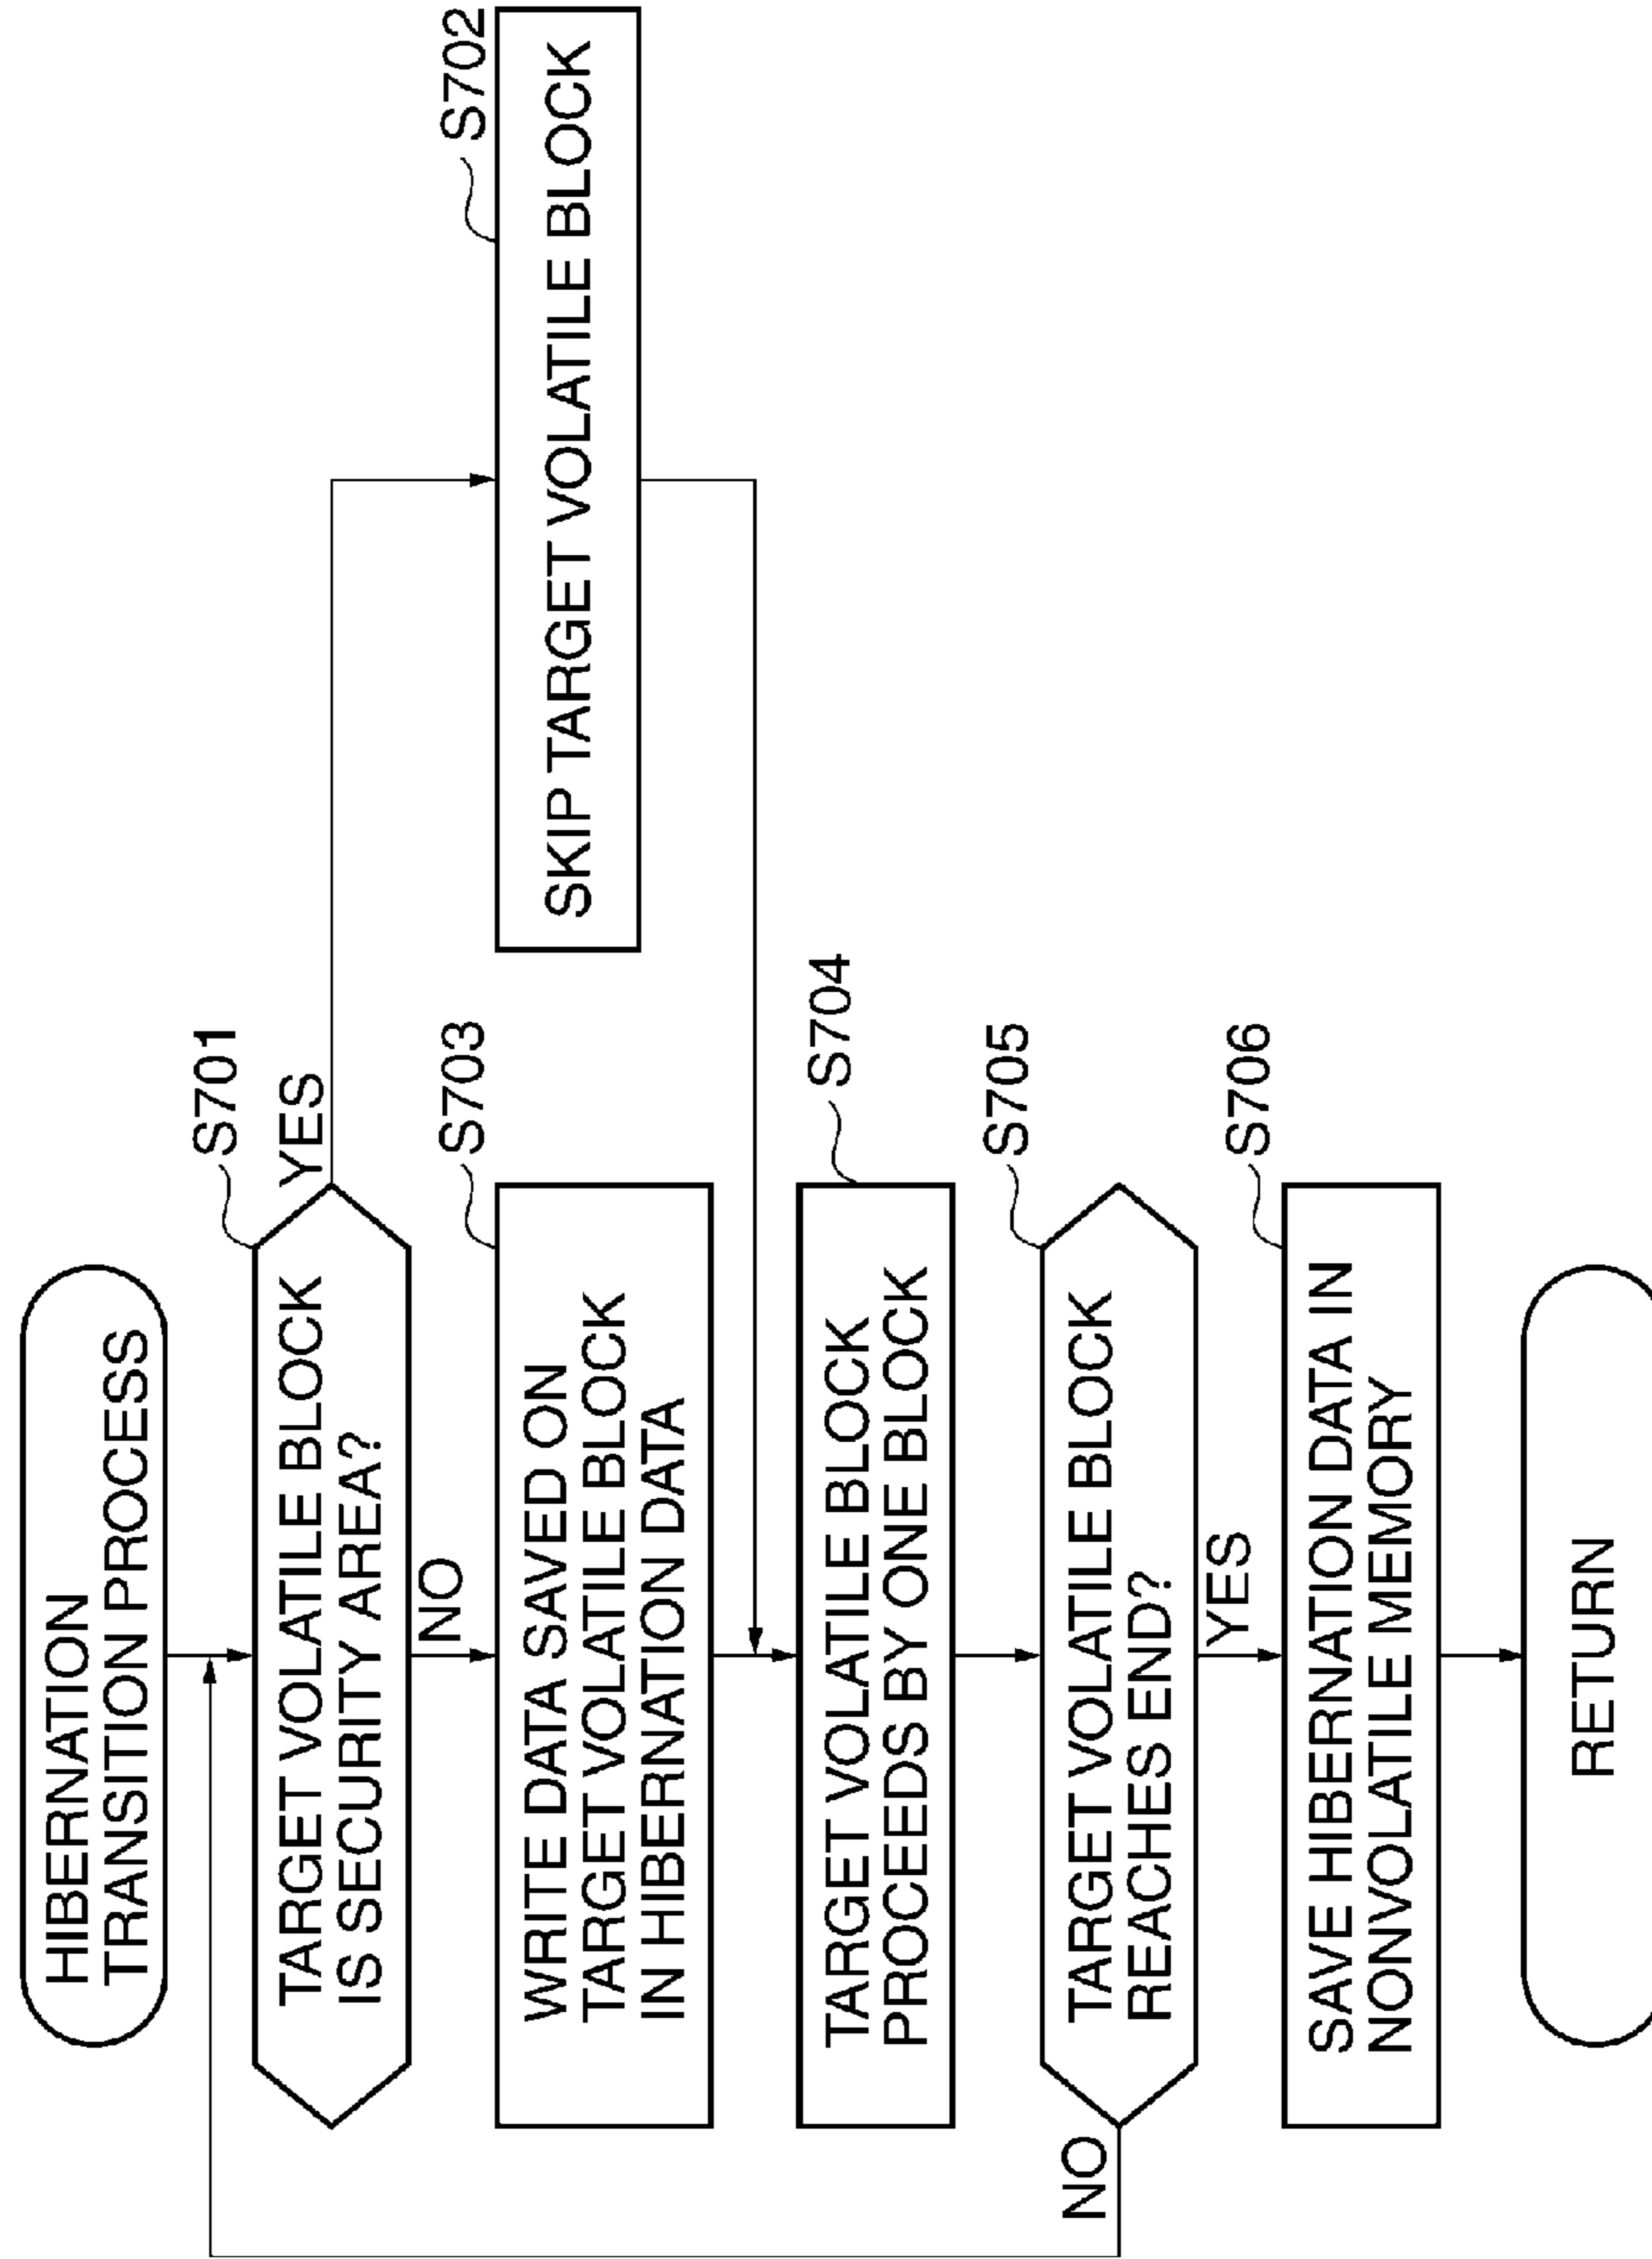 HIBERNATION
TRANSITION PROCESS
S701
TARGET VOLATILE BLOCK
IS SECURITY AREA?
YES
NO
S702
SKIP TARGET VOLATILE BLOCK
S703
WRITE DATA SAVED ON
TARGET VOLATILE BLOCK
IN HIBERNATION DATA
S704
TARGET VOLATILE BLOCK
PROCEEDS BY ONE BLOCK
S705
TARGET VOLATILE BLOCK
REACHES END?
NO
YES
S706
SAVE HIBERNATION DATA IN
NONVOLATILE MEMORY
RETURN